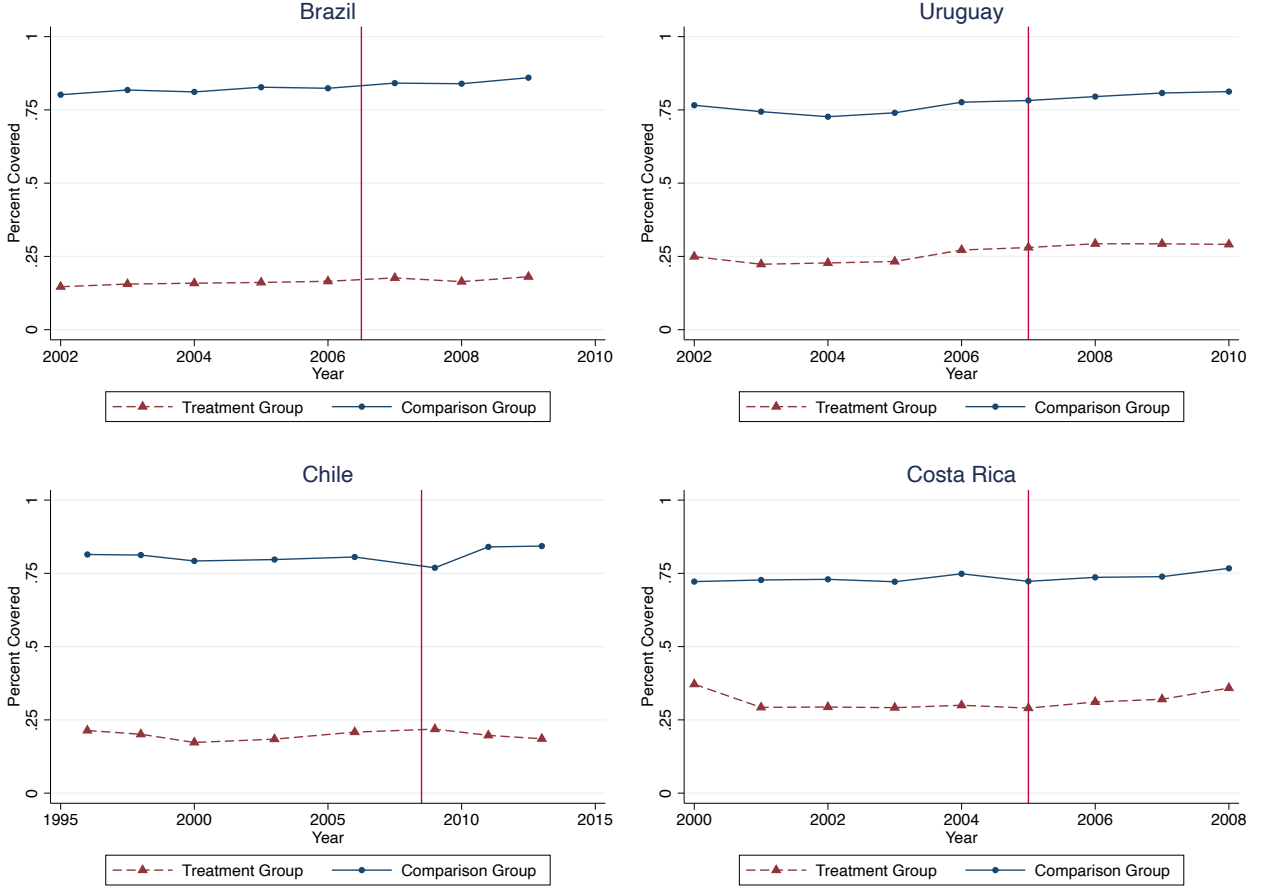 Brazil
Percent Covered
1
.75
.5
.25
0
2002 2004 2006 2008 2010
Year
Treatment Group Comparison Group
Uruguay
Percent Covered
1
.75
.5
.25
0
2002 2004 2006 2008 2010
Year
Treatment Group Comparison Group
Chile
Percent Covered
1
.75
.5
.25
0
1995 2000 2005 2010 2015
Year
Treatment Group Comparison Group
Costa Rica
Percent Covered
1
.75
.5
.25
0
2000 2002 2004 2006 2008
Year
Treatment Group Comparison Group